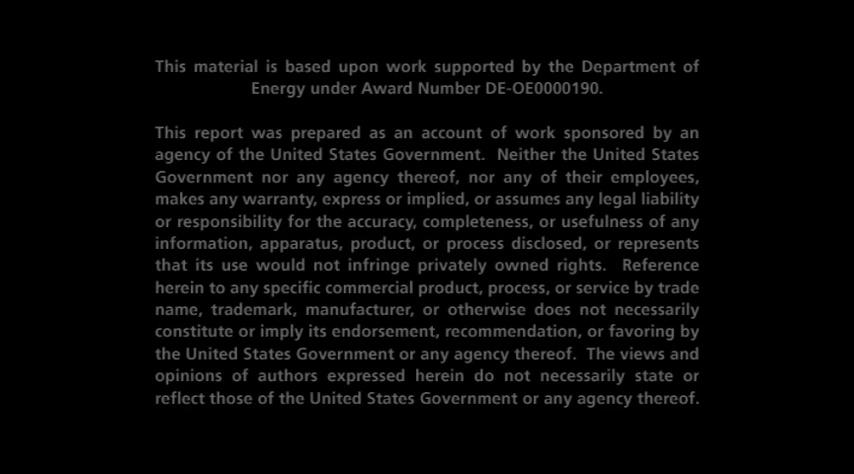 This material is based upon work supported by the Department of
Energy under Award Number DE-OE0000190.
This report was prepared as an account of work sponsored by an
agency of the United States Government. Neither the United States
Government nor any agency thereof, nor any of their employees,
makes any warranty, express or implied, or assumes any legal liability
or responsibility for the accuracy, completeness, or usefulness of any
information, apparatus, product, or process disclosed, or represents
that its use would not infringe privately owned rights. Reference
herein to any specific commercial product, process, or service by trade
name, trademark, manufacturer, or otherwise does not necessarily
constitute or imply its endorsement, recommendation, or favoring by
the United States Government or any agency thereof. The views and
opinions of authors expressed herein do not necessarily state or
reflect those of the United States Government or any agency thereof.